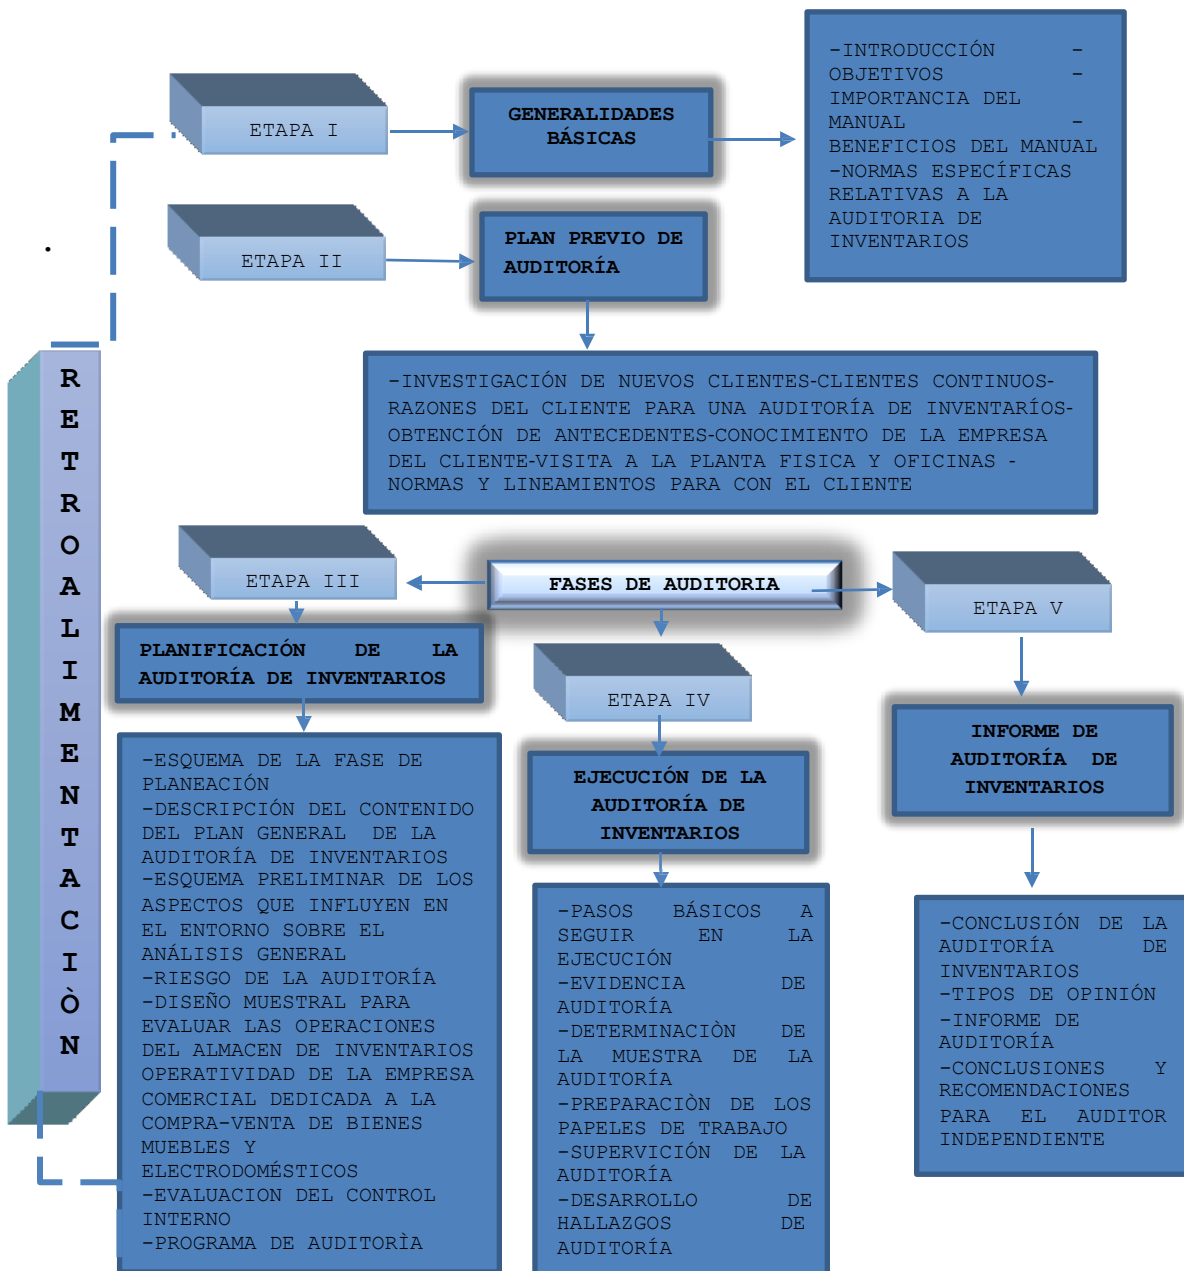 ETAPA I
GENERALIDADES
BÁSICAS
-INTRODUCCIÓN -
OBJETIVOS -
IMPORTANCIA DEL
MANUAL -
BENEFICIOS DEL MANUAL
-NORMAS ESPECÍFICAS
RELATIVAS A LA
AUDITORIA DE
INVENTARIOS
ETAPA II
PLAN PREVIO DE
AUDITORÍA
.
-INVESTIGACIÓN DE NUEVOS CLIENTES-CLIENTES CONTINUOS-
RAZONES DEL CLIENTE PARA UNA AUDITORÍA DE INVENTARÍOS-
OBTENCIÓN DE ANTECEDENTES-CONOCIMIENTO DE LA EMPRESA
DEL CLIENTE-VISITA A LA PLANTA FISICA Y OFICINAS -
NORMAS Y LINEAMIENTOS PARA CON EL CLIENTE
R
E
T
R
O
A
L
I
M
E
N
T
A
C
I
Ò
N
FASES DE AUDITORIA
ETAPA III
PLANIFICACIÓN DE LA
AUDITORÍA DE INVENTARIOS
-ESQUEMA DE LA FASE DE
PLANEACIÓN
-DESCRIPCIÓN DEL CONTENIDO
DEL PLAN GENERAL DE LA
AUDITORÍA DE INVENTARIOS
-ESQUEMA PRELIMINAR DE LOS
ASPECTOS QUE INFLUYEN EN
EL ENTORNO SOBRE EL
ANÁLISIS GENERAL
-RIESGO DE LA AUDITORÍA
-DISEÑO MUESTRAL PARA
EVALUAR LAS OPERACIONES
DEL ALMACEN DE INVENTARIOS
OPERATIVIDAD DE LA EMPRESA
COMERCIAL DEDICADA A LA
COMPRA-VENTA DE BIENES
MUEBLES Y
ELECTRODOMÉSTICOS
-EVALUACION DEL CONTROL
INTERNO
-PROGRAMA DE AUDITORÌA
ETAPA IV
EJECUCIÓN DE LA
AUDITORÍA DE
INVENTARIOS
-PASOS BÁSICOS A
SEGUIR EN LA
EJECUCIÓN
-EVIDENCIA DE
AUDITORÍA
-DETERMINACIÒN DE
LA MUESTRA DE LA
AUDITORÍA
-PREPARACIÒN DE LOS
PAPELES DE TRABAJO
-SUPERVICIÓN DE LA
AUDITORÍA
-DESARROLLO DE
HALLAZGOS DE
AUDITORÍA
ETAPA V
INFORME DE
AUDITORÍA DE
INVENTARIOS
-CONCLUSIÓN DE LA
AUDITORÍA DE
INVENTARIOS
-TIPOS DE OPINIÓN
-INFORME DE
AUDITORÍA
-CONCLUSIONES Y
RECOMENDACIONES
PARA EL AUDITOR
INDEPENDIENTE